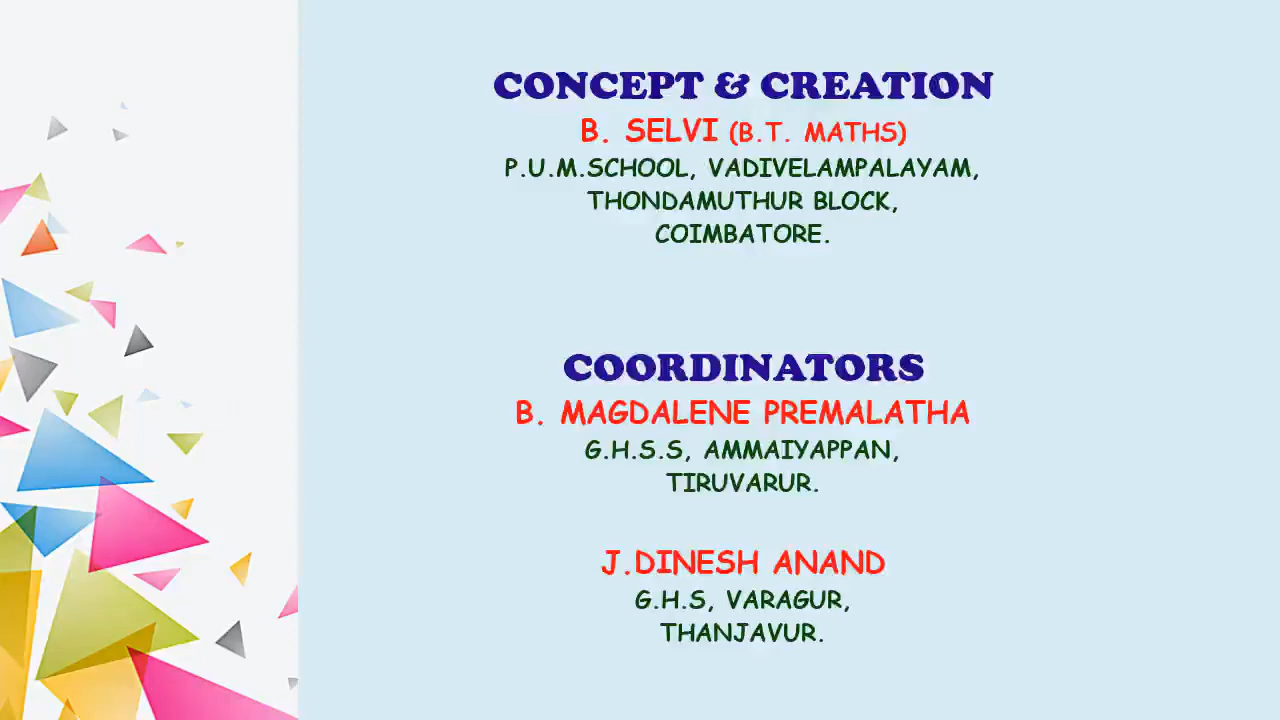 CONCEPT & CREATION
B. SELVI (B.T. MATHS)
P.U.M.SCHOOL, VADIVELAMPALAYAM,
THONDAMUTHUR BLOCK,
COIMBATORE.
COORDINATORS
B. MAGDALENE PREMALATHA
G.H.S.S, AMMAIYAPPAN,
TIRUVARUR.
J.DINESH ANAND
G.H.S, VARAGUR,
THANJAVUR.